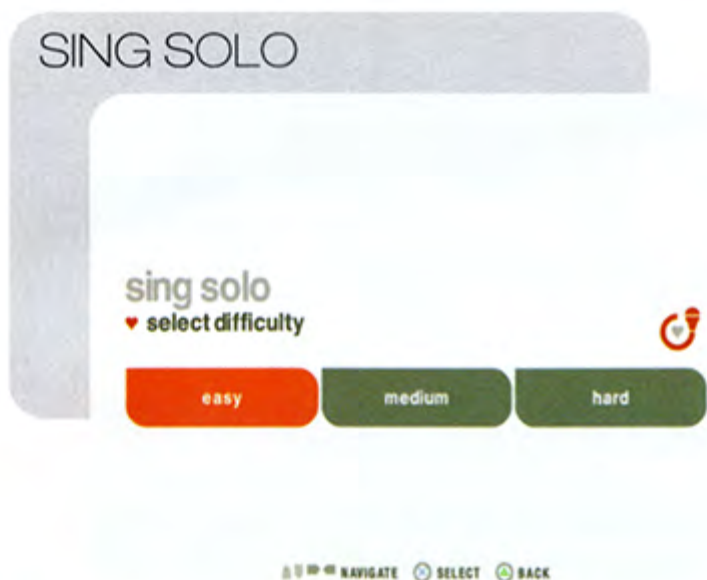 SING SOLO
sing solo
♥ select difficulty
easy medium hard
NAVIGATE SELECT BACK